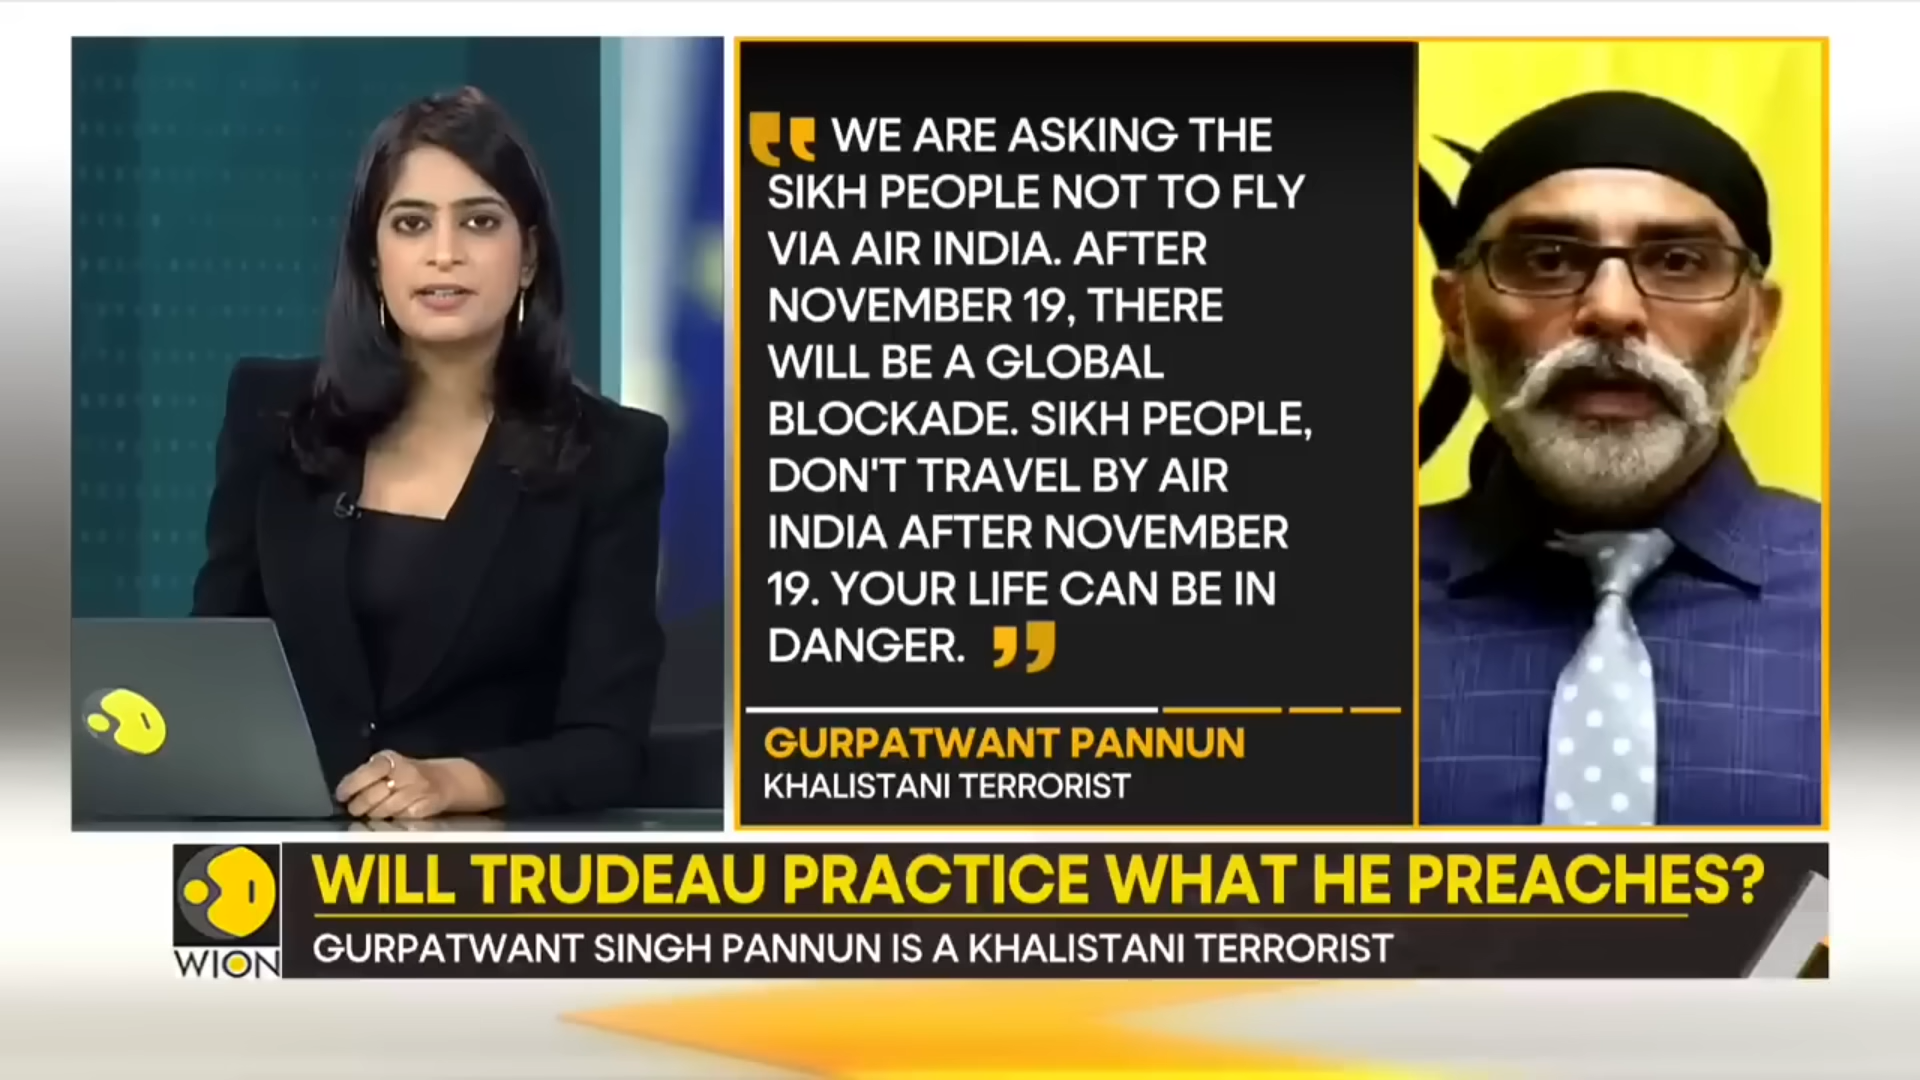 WE ARE ASKING THE
SIKH PEOPLE NOT TO FLY
VIA AIR INDIA. AFTER
NOVEMBER 19, THERE
WILL BE A GLOBAL
BLOCKADE. SIKH PEOPLE,
DON'T TRAVEL BY AIR
INDIA AFTER NOVEMBER
19. YOUR LIFE CAN BE IN
DANGER.
GURPATWANT PANNUN
KHALISTANI TERRORIST
WILL TRUDEAU PRACTICE WHAT HE PREACHES?
GURPATWANT SINGH PANNUN IS A KHALISTANI TERRORIST
WION